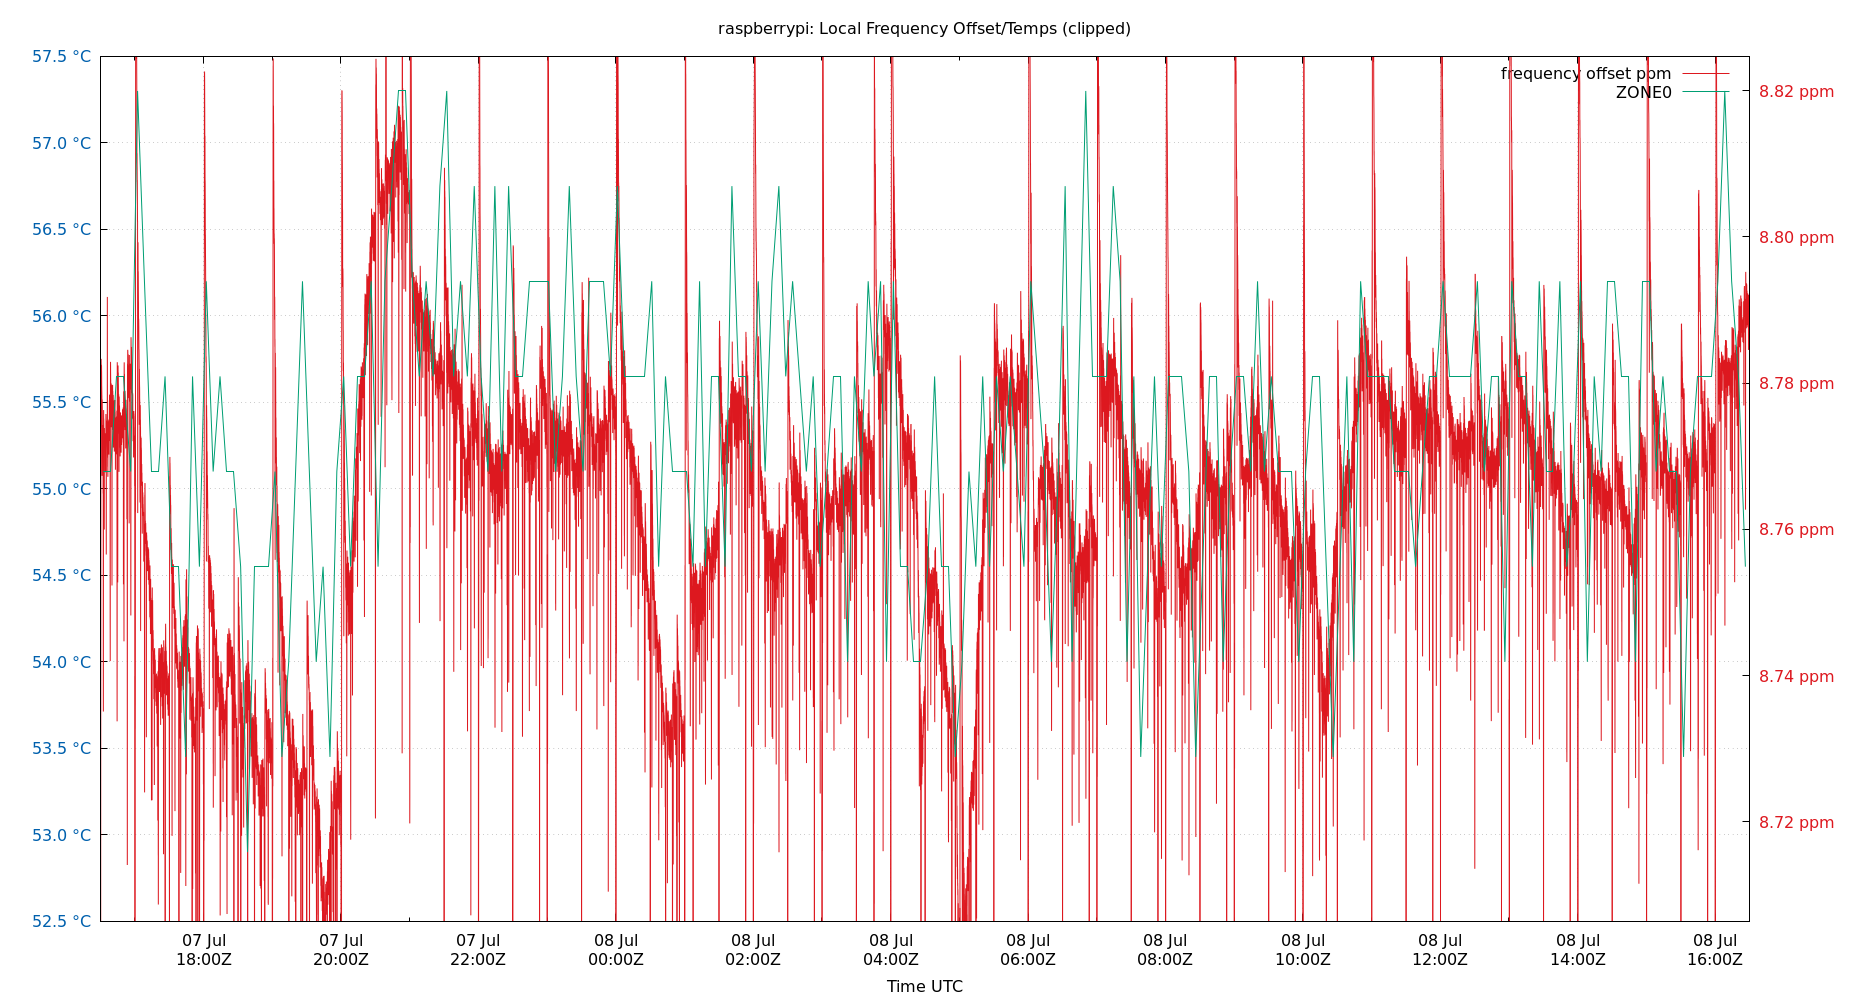 raspberrypi: Local Frequency Offset/Temps (clipped)
57.5 °C
57.0 °C
56.5 °C
56.0 °C
55.5 °C
55.0 °C
54.5 °C
54.0 °C
53.5 °C
53.0 °C
52.5 °C
frequency offset ppm
ZONE0
8.82 ppm
8.80 ppm
8.78 ppm
8.76 ppm
8.74 ppm
8.72 ppm
07 Jul 07 Jul 07 Jul 08 Jul 08 Jul 08 Jul 08 Jul 08 Jul 08 Jul 08 Jul 08 Jul 08 Jul
18:00Z 20:00Z 22:00Z 00:00Z 02:00Z 04:00Z 06:00Z 08:00Z 10:00Z 12:00Z 14:00Z 16:00Z
Time UTC